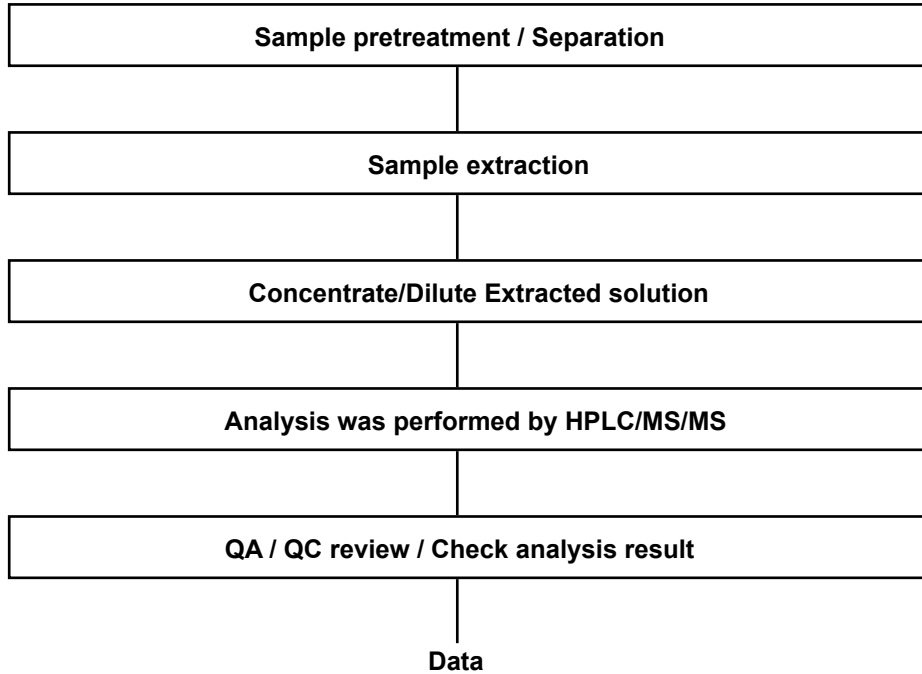 Sample pretreatment / Separation
Sample extraction
Concentrate/Dilute Extracted solution
Analysis was performed by HPLC/MS/MS
QA / QC review / Check analysis result
Data